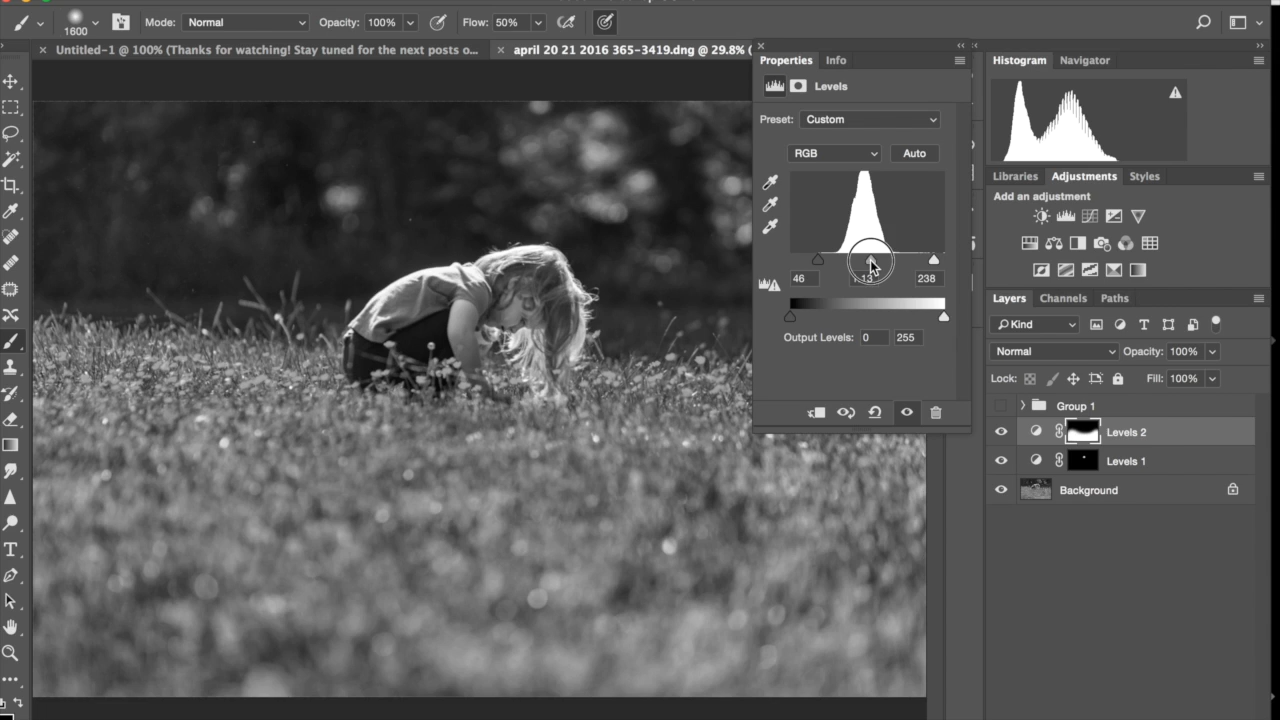 1600 Mode: Normal Opacity: 100% Flow: 50%
Untitled-1 @ 100% (Thanks for watching! Stay tuned for the next posts o... april 20 21 2016 365-3419.dng @ 29.8% (
Properties Info
Levels
Preset: Custom
RGB Auto
46 238
Output Levels: 0 255
Histogram Navigator
Libraries Adjustments Styles
Add an adjustment
Layers Channels Paths
Kind
Normal Opacity: 100%
Lock: Fill: 100%
Group 1
Levels 2
Levels 1
Background